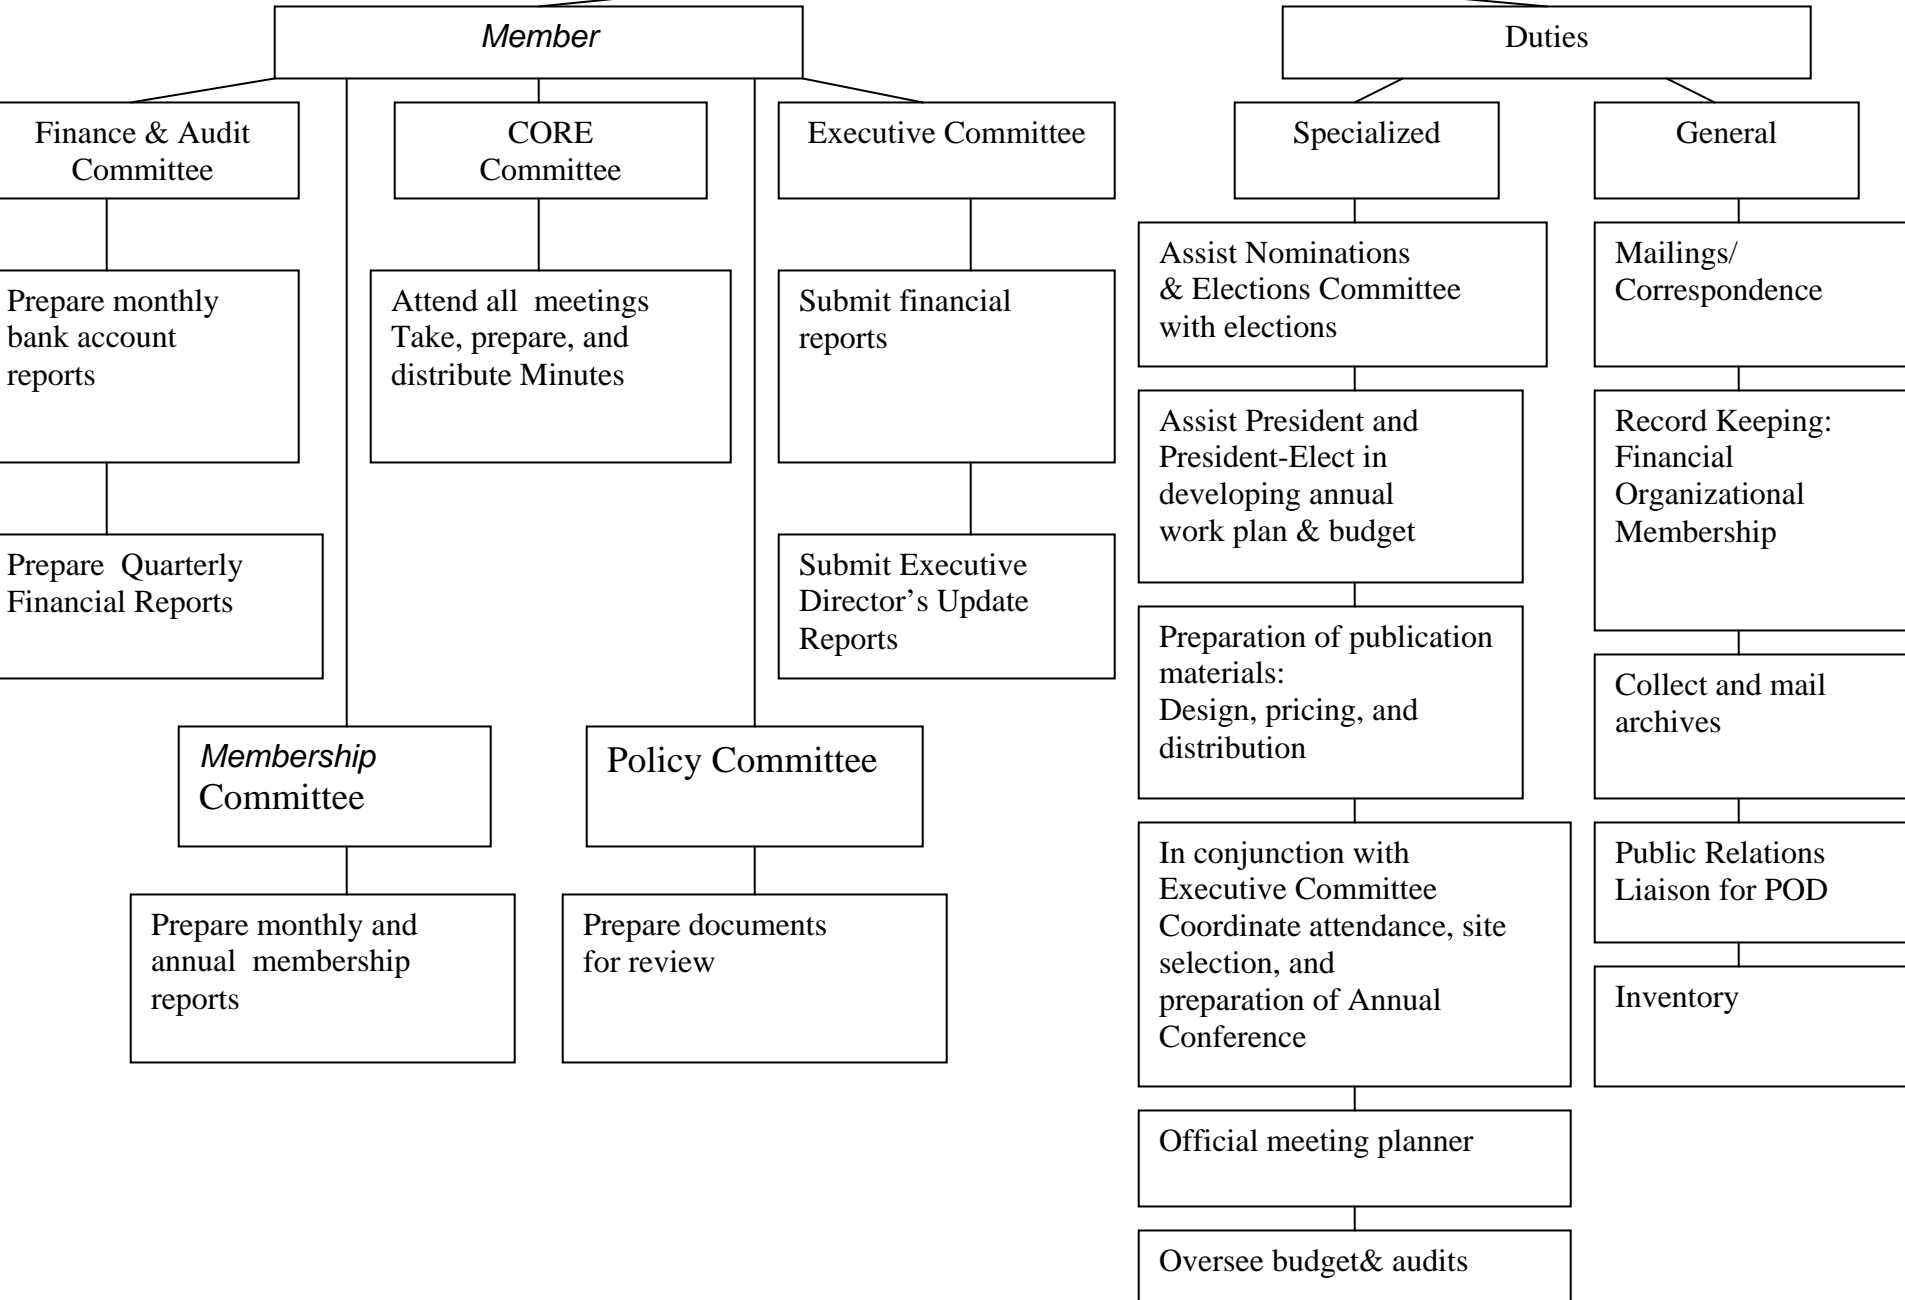 Member
Finance & Audit
Committee
Prepare monthly
bank account
reports
Prepare  Quarterly
Financial Reports
CORE
Committee
Attend all  meetings
Take, prepare, and
distribute Minutes
Executive Committee
Submit financial
reports
Submit Executive
Director’s Update
Reports
Membership
Committee
Prepare monthly and
annual  membership
reports
Policy Committee
Prepare documents
for review
Duties
Specialized
Assist Nominations
& Elections Committee
with elections
Assist President and
President-Elect in
developing annual
work plan & budget
Preparation of publication
materials:
Design, pricing, and
distribution
In conjunction with
Executive Committee
Coordinate attendance, site
selection, and
preparation of Annual
Conference
Official meeting planner
Oversee budget& audits
General
Mailings/
Correspondence
Record Keeping:
Financial
Organizational
Membership
Collect and mail
archives
Public Relations
Liaison for POD
Inventory